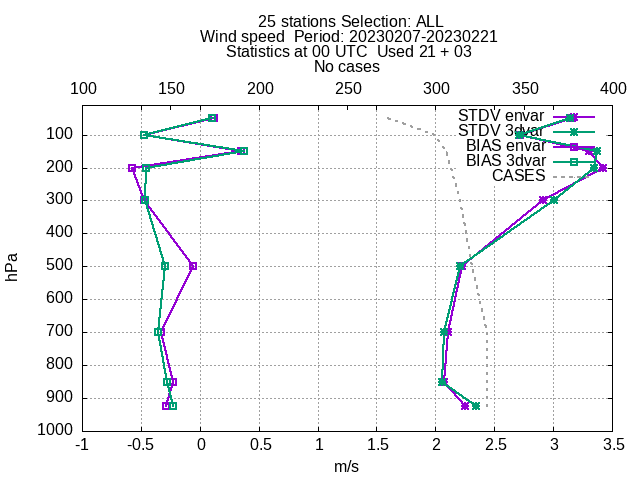 25 stations Selection: ALL
Wind speed  Period: 20230207-20230221
Statistics at 00 UTC  Used 21 + 03
No cases
100 150 200 250 300 350 400
STDV envar
STDV 3dvar
BIAS envar
BIAS 3dvar
CASES
100
200
300
400
500
600
700
800
900
1000
hPa
-1 -0.5 0 0.5 1 1.5 2 2.5 3 3.5
m/s